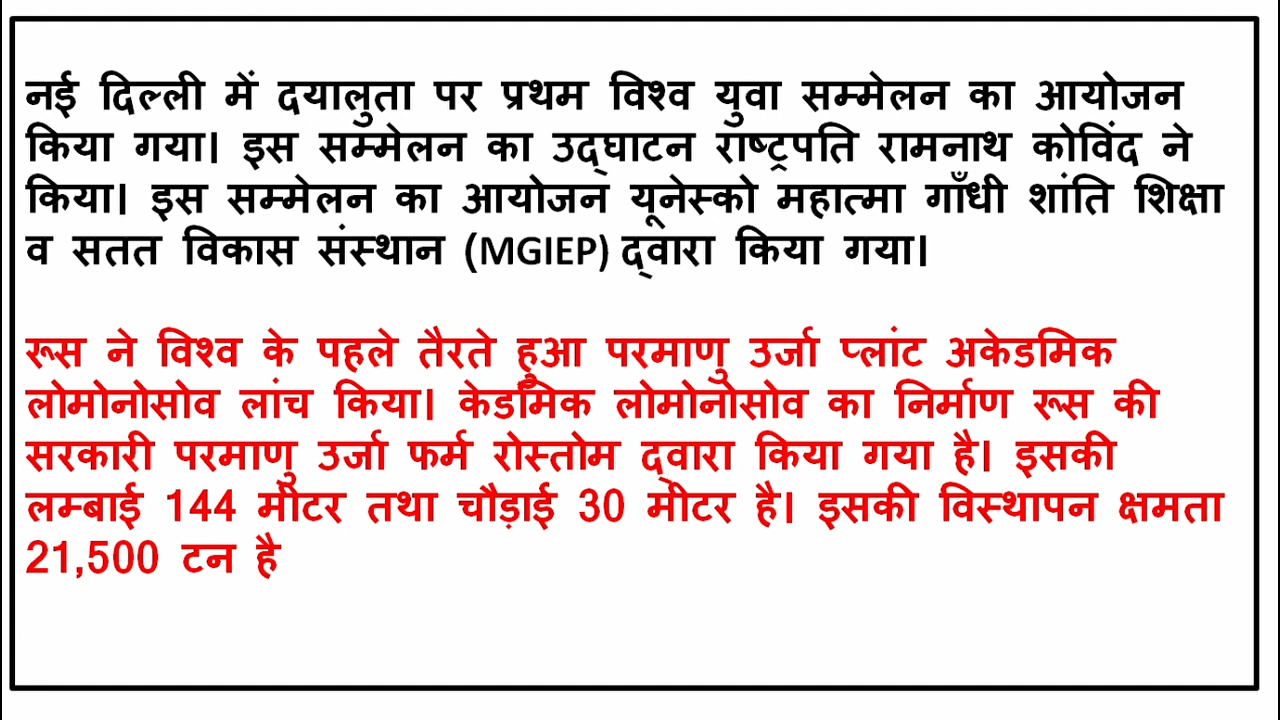 नई दिल्ली में दयालुता पर प्रथम विश्व युवा सम्मेलन का आयोजन
किया गया। इस सम्मेलन का उद्घाटन राष्ट्रपति रामनाथ कोविंद ने
किया। इस सम्मेलन का आयोजन यूनेस्को महात्मा गाँधी शांति शिक्षा
व सतत विकास संस्थान (MGIEP) द्वारा किया गया।
रूस ने विश्व के पहले तैरते हुआ परमाणु उर्जा प्लांट अकेडमिक
लोमोनोसोव लांच किया। केडमिक लोमोनोसोव का निर्माण रूस की
सरकारी परमाणु उर्जा फर्म रोस्तोम द्वारा किया गया है। इसकी
लम्बाई 144 मीटर तथा चौड़ाई 30 मीटर है। इसकी विस्थापन क्षमता
21,500 टन है